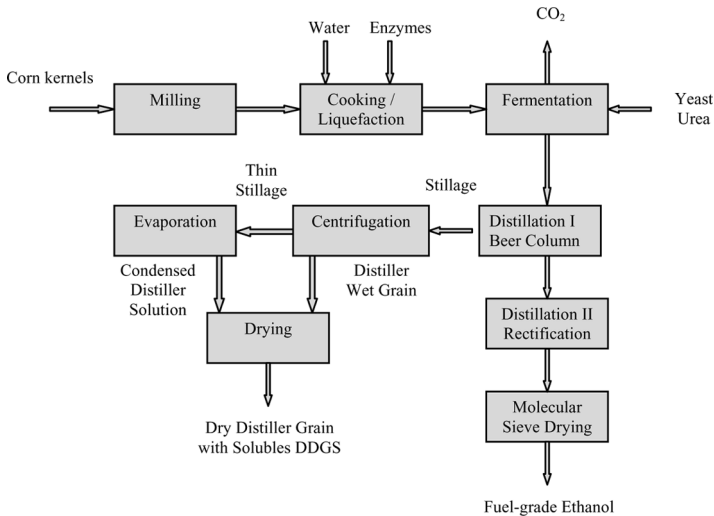 CO₂
Water
Enzymes
Corn kernels
Milling
Cooking /
Liquefaction
Fermentation
Yeast
Urea
Thin
Stillage
Stillage
Evaporation
Centrifugation
Distillation I
Beer Column
Condensed
Distiller
Solution
Distiller
Wet Grain
Drying
Distillation II
Rectification
Molecular
Sieve Drying
Dry Distiller Grain
with Solubles DDGS
Fuel-grade Ethanol